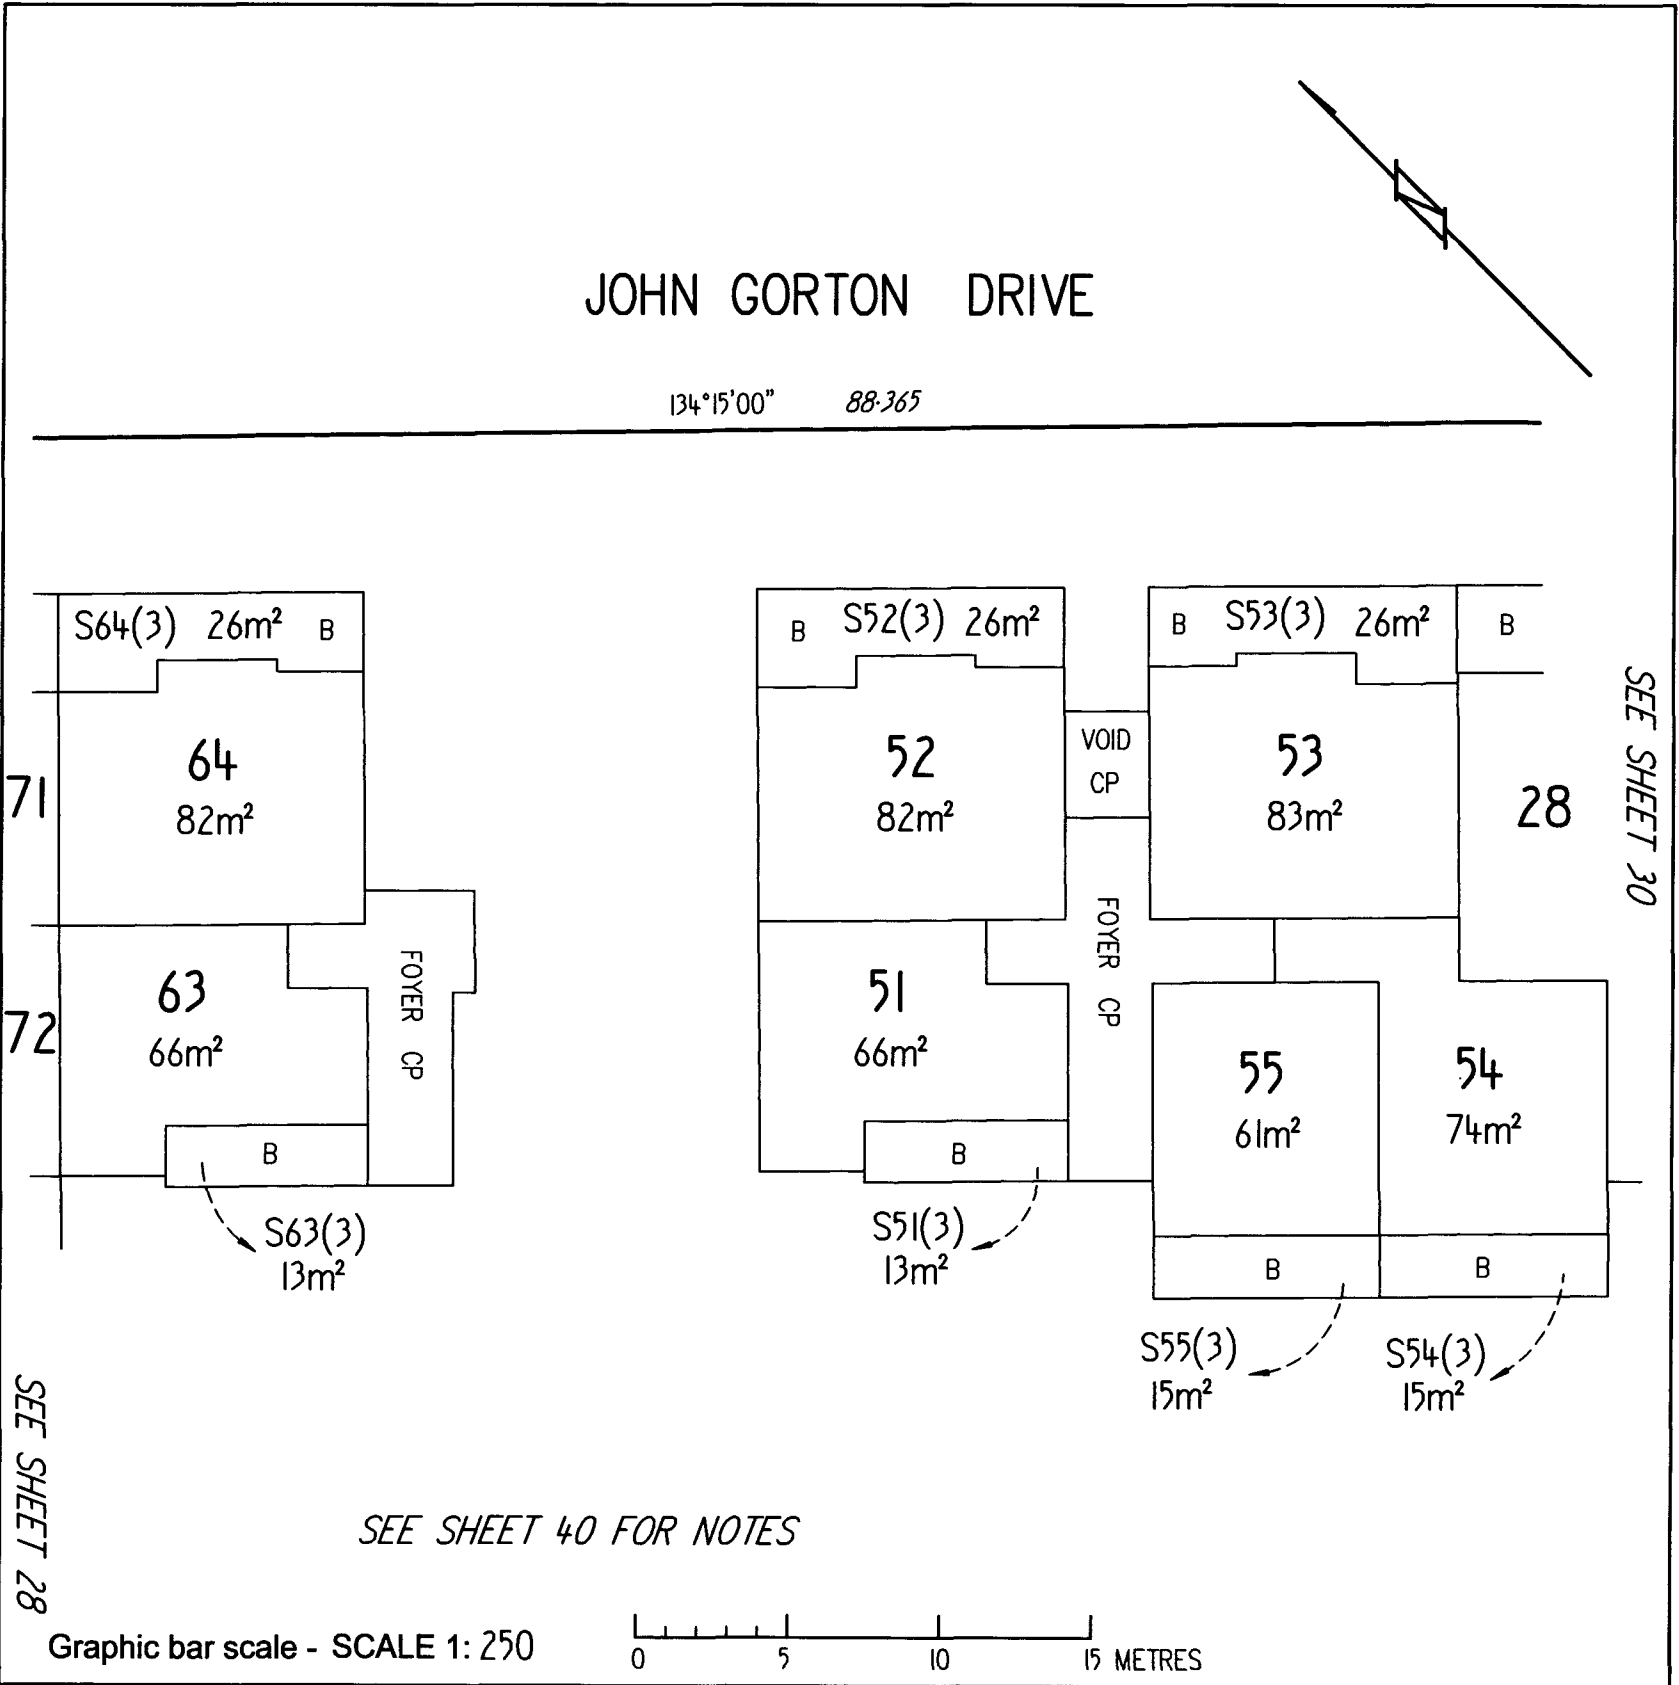 JOHN GORTON DRIVE
134°15'00" 88·365
S64(3) 26m² B
64
82m²
71
63
66m²
72
B
S63(3)
13m²
FOYER CP
B S52(3) 26m²
52
82m²
VOID
CP
B S53(3) 26m²
53
83m²
B
28
SEE SHEET 30
51
66m²
B
S51(3)
13m²
FOYER CP
55
61m²
B
S55(3)
15m²
54
74m²
B
S54(3)
15m²
SEE SHEET 28
SEE SHEET 40 FOR NOTES
Graphic bar scale - SCALE 1: 250
0 5 10 15 METRES